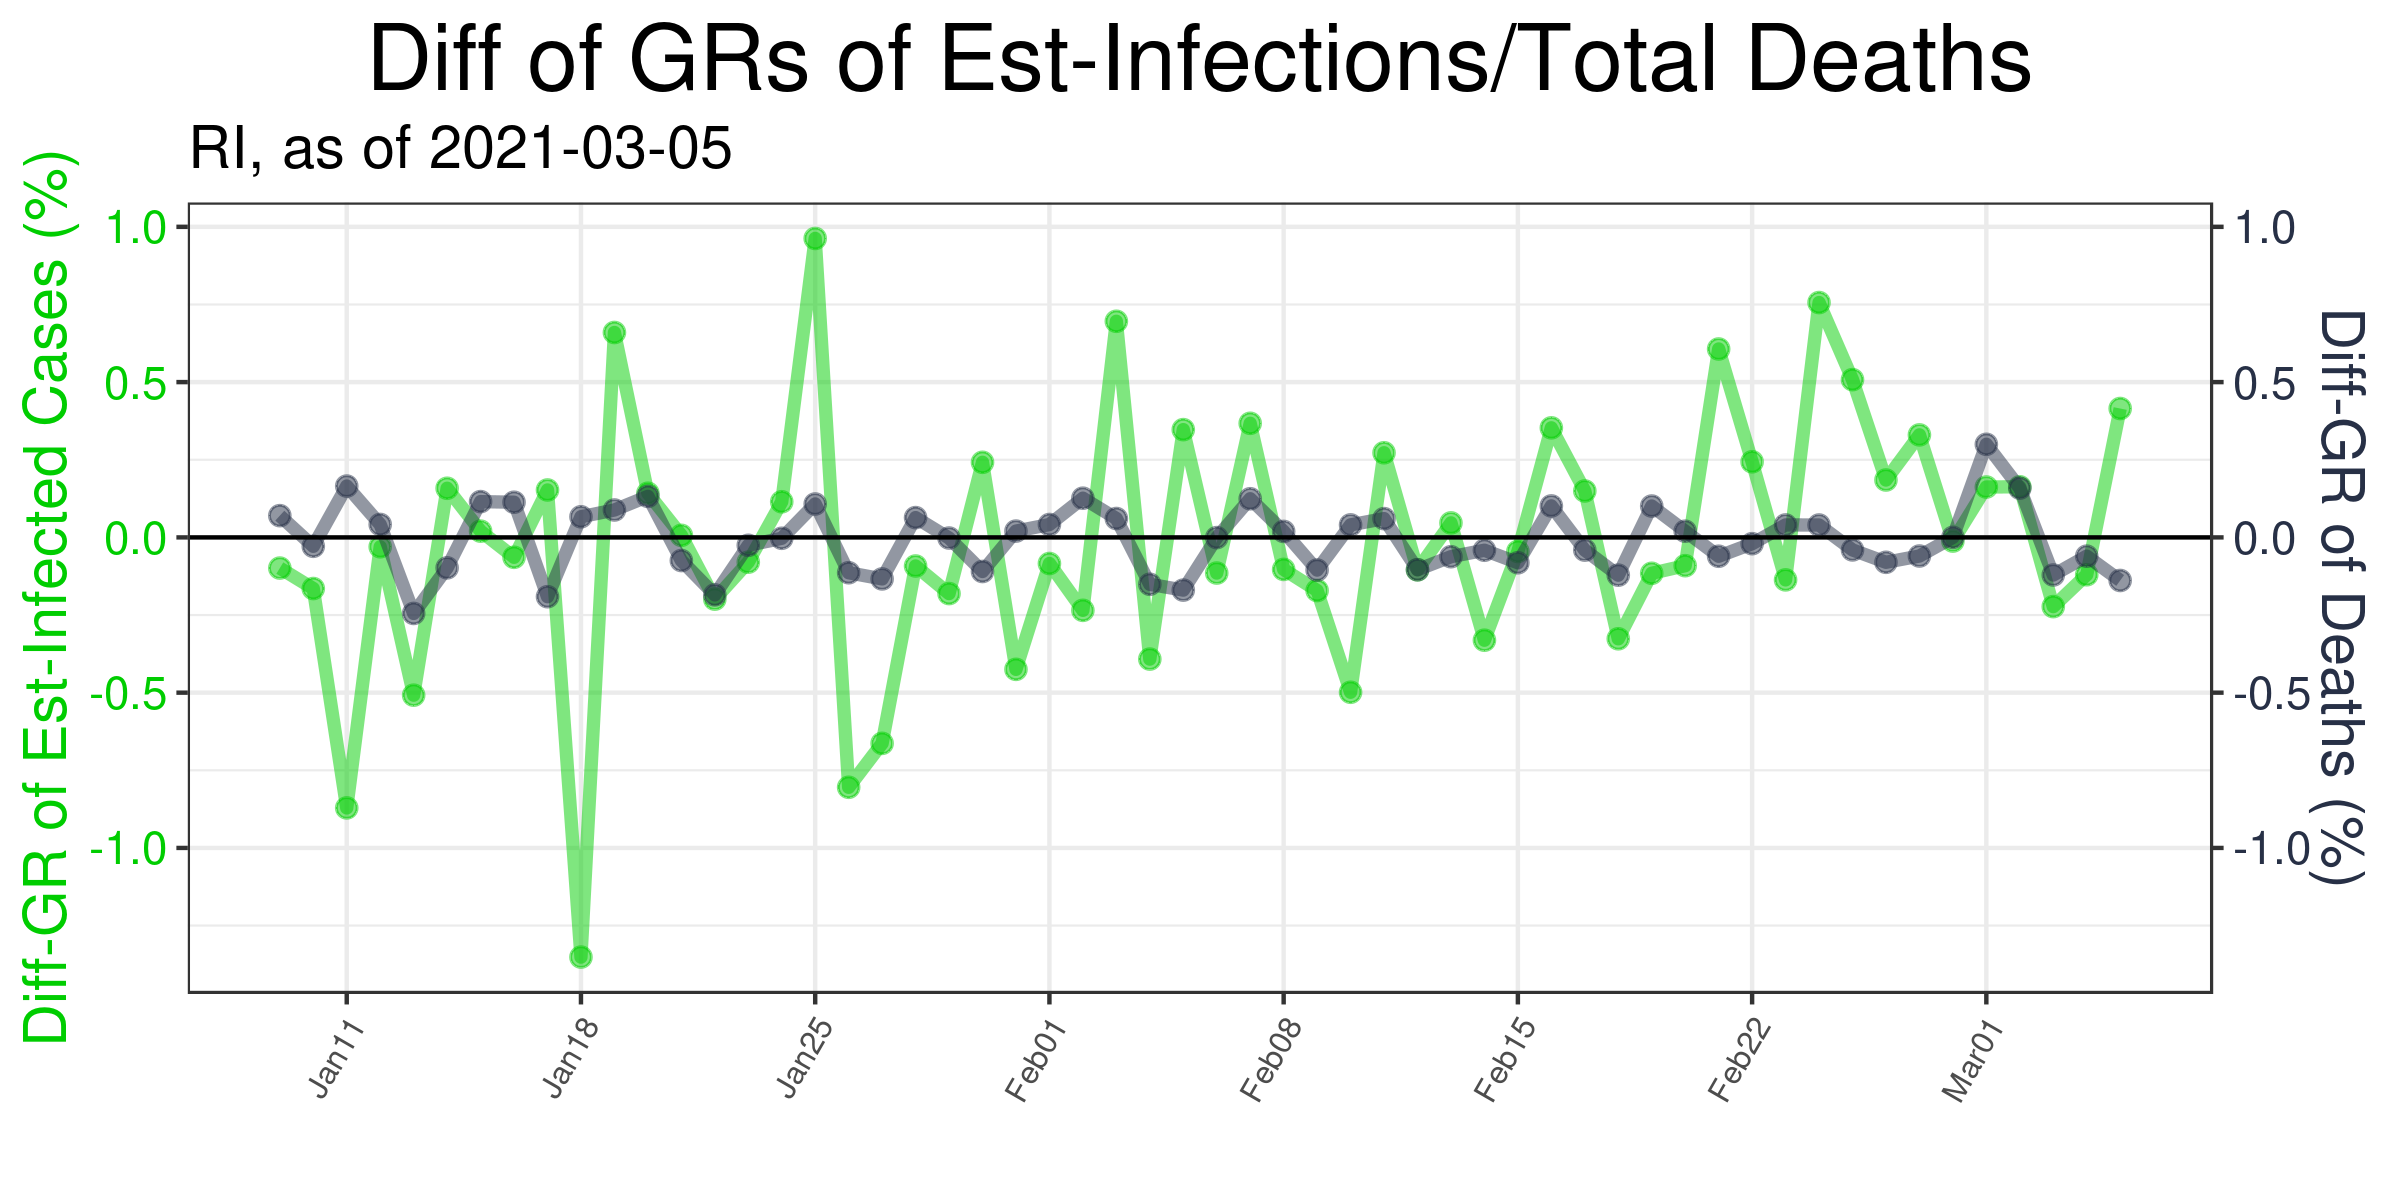 Diff of GRs of Est-Infections/Total Deaths
RI, as of 2021-03-05
Diff-GR of Est-Infected Cases (%)
1.0
0.5
0.0
-0.5
-1.0
1.0
0.5
0.0
-0.5
-1.0
Diff-GR of Deaths (%)
Jan11
Jan18
Jan25
Feb01
Feb08
Feb15
Feb22
Mar01